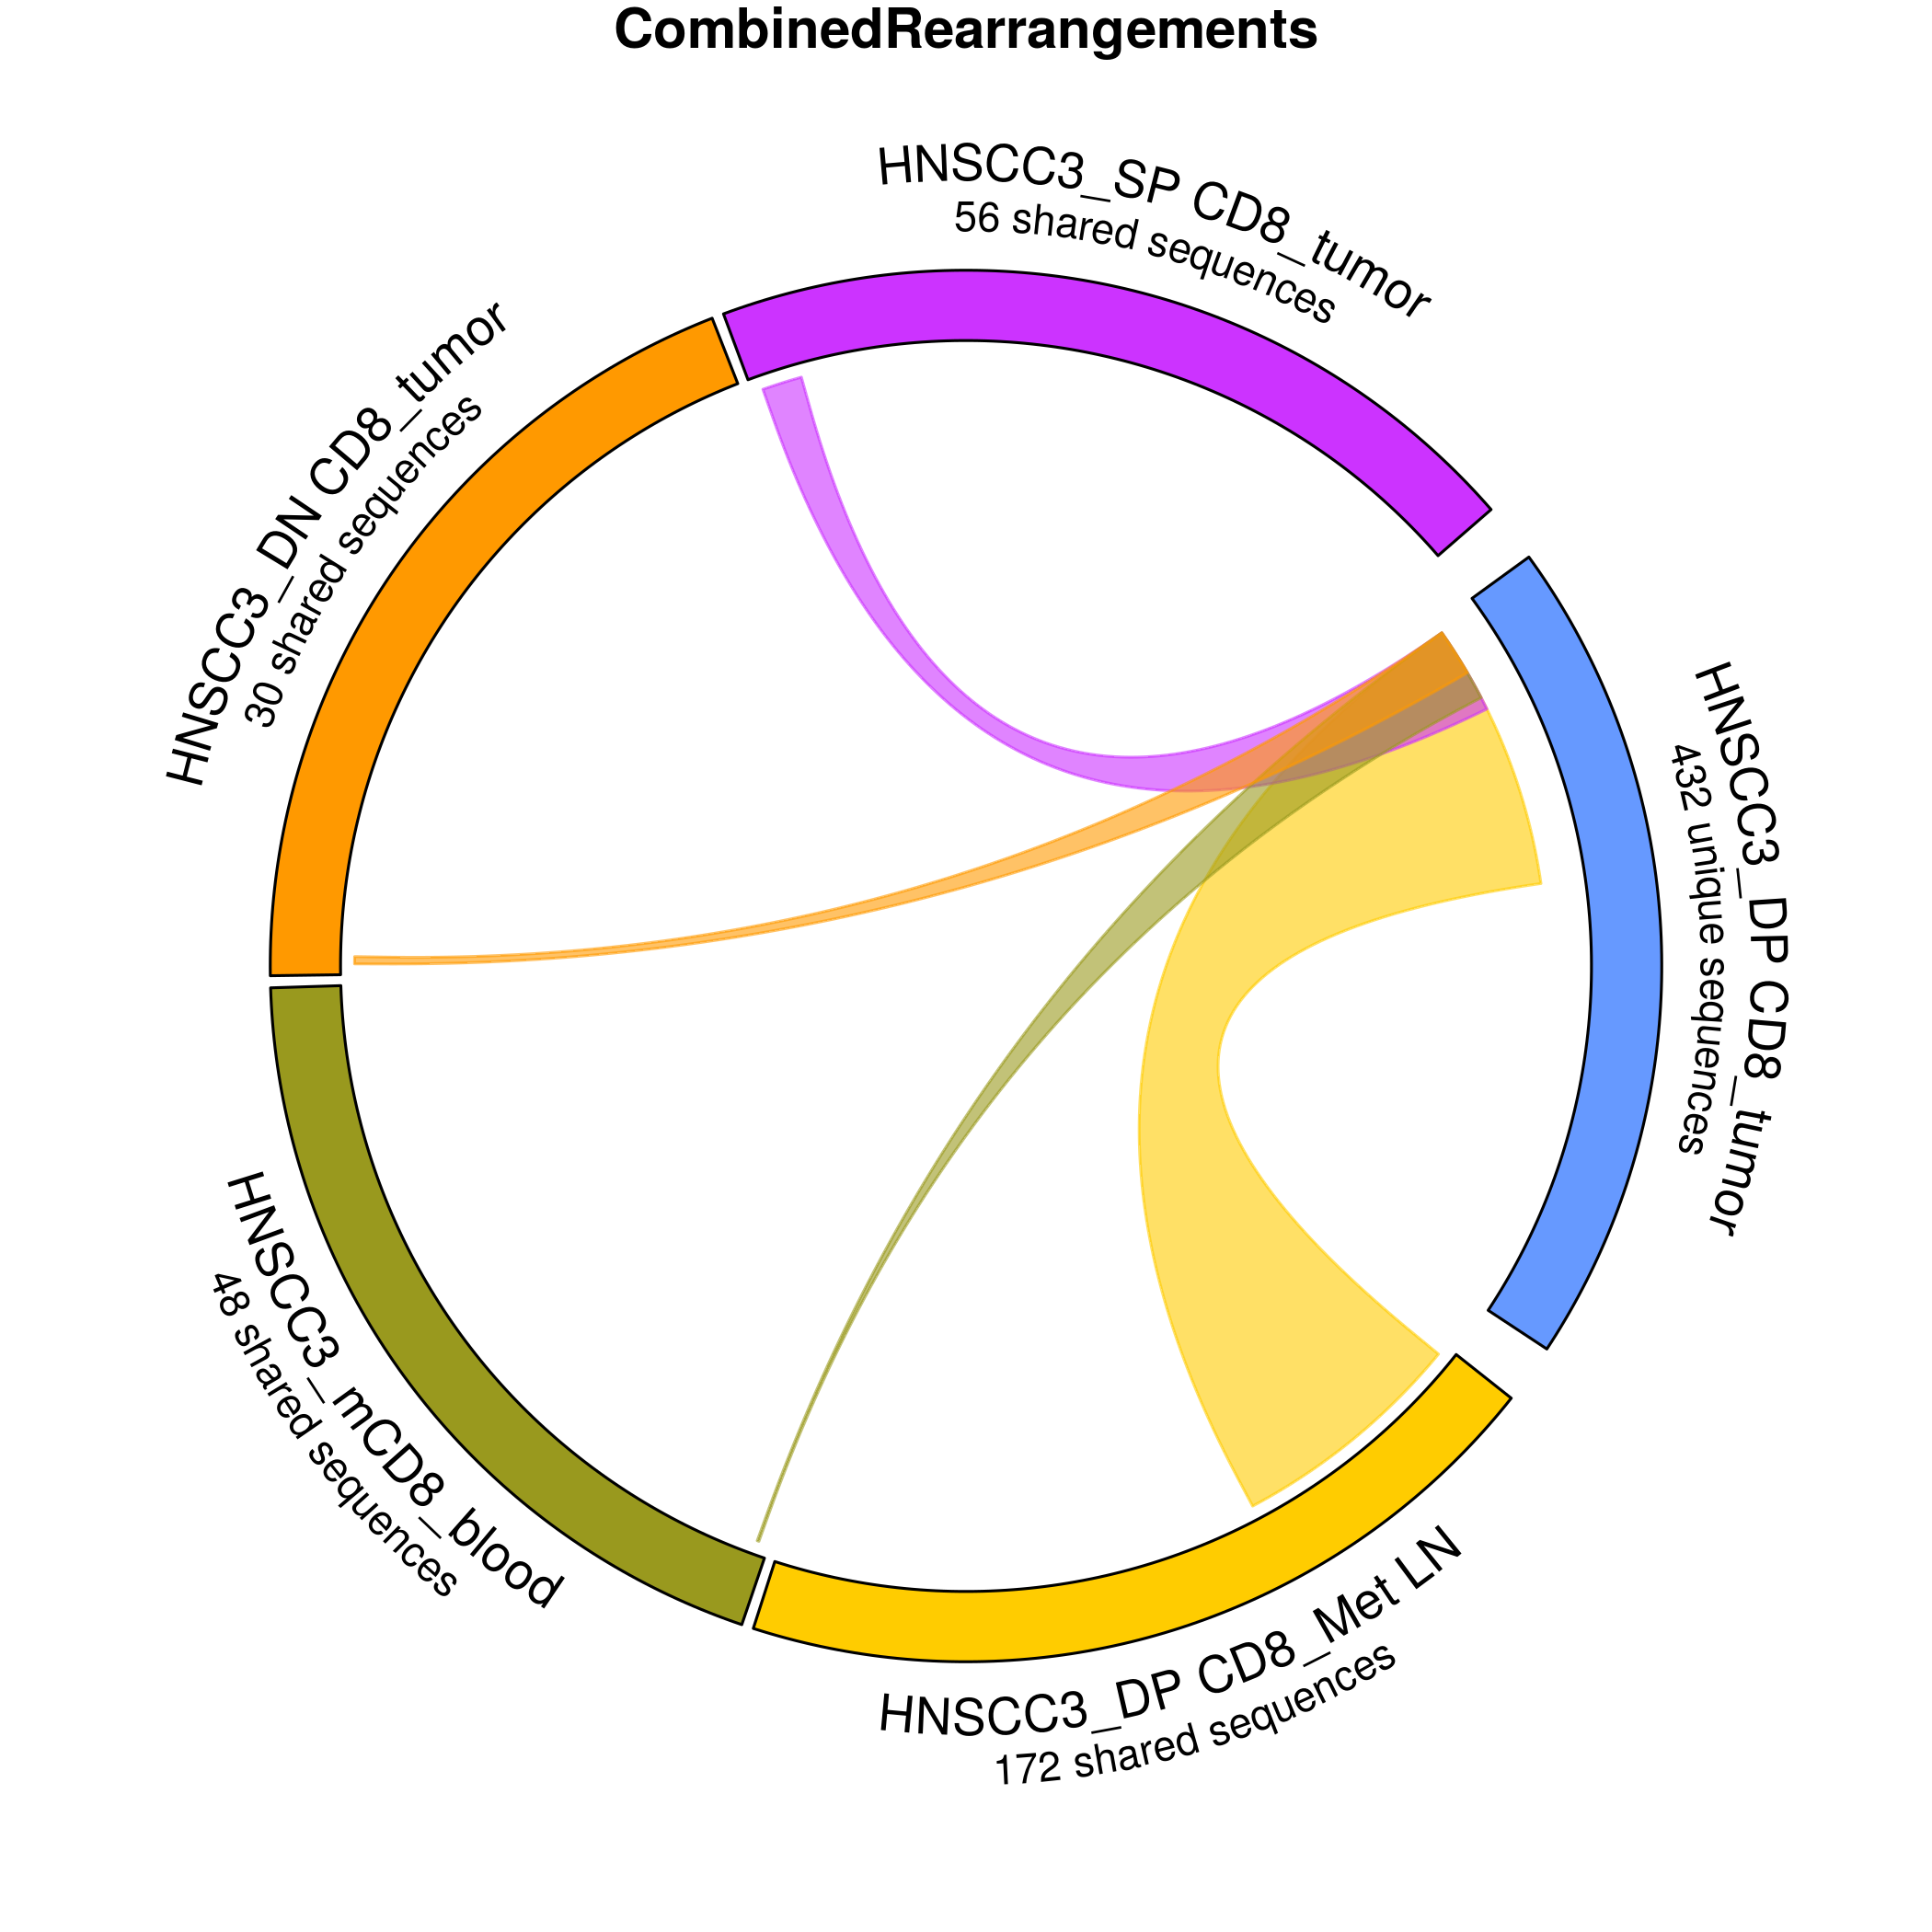 CombinedRearrangements
HNSCC3_SP CD8_tumor
56 shared sequences
HNSCC3_DN CD8_tumor
30 shared sequences
HNSCC3_DP CD8_tumor
432 unique sequences
HNSCC3_mCD8_blood
48 shared sequences
HNSCC3_DP CD8_Met LN
172 shared sequences